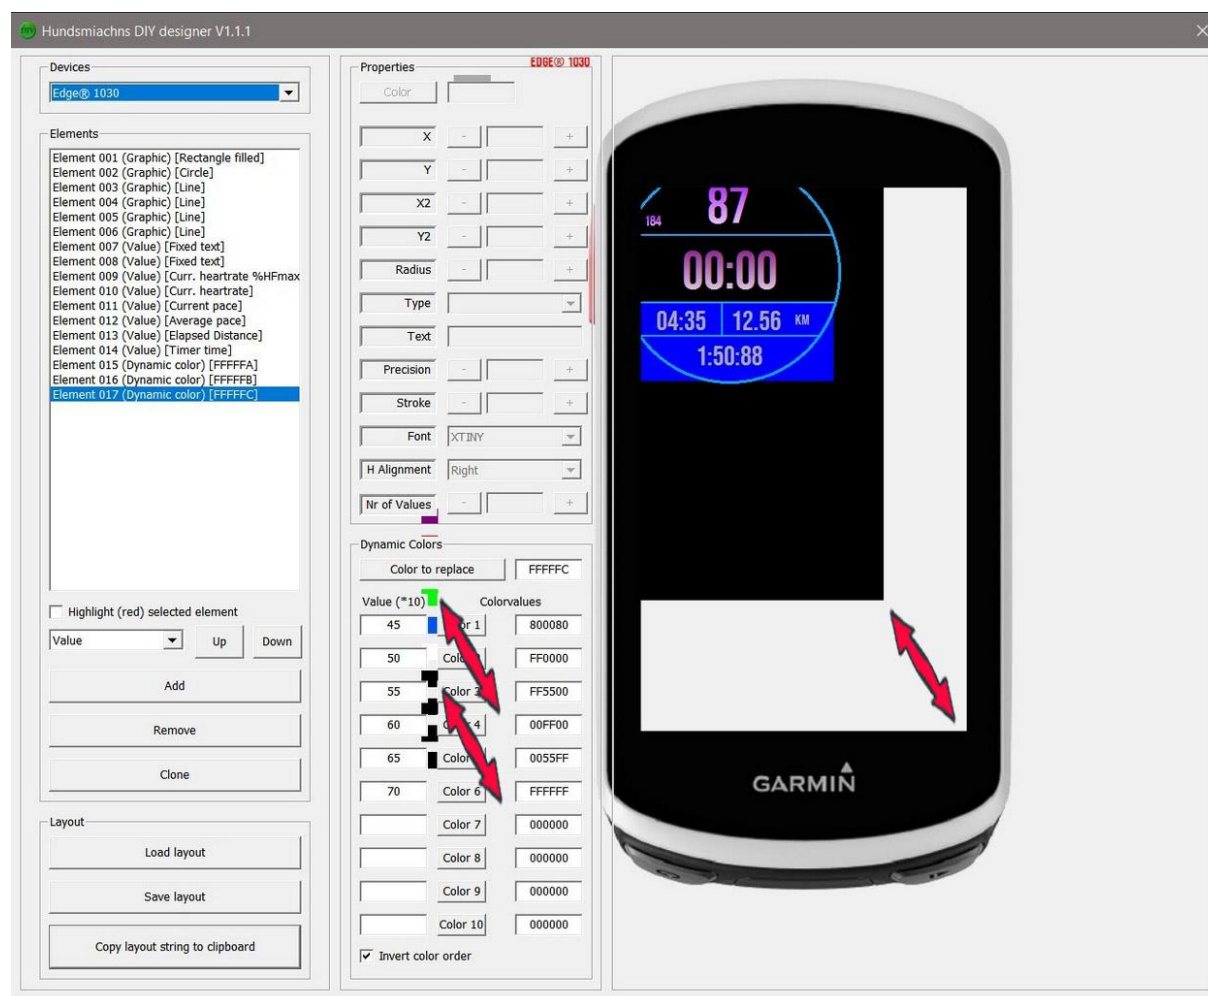 Hundsmiachns DIY designer V1.1.1
Devices
Edge® 1030
Elements
Element 001 (Graphic) [Rectangle filled]
Element 002 (Graphic) [Circle]
Element 003 (Graphic) [Line]
Element 004 (Graphic) [Line]
Element 005 (Graphic) [Line]
Element 006 (Graphic) [Line]
Element 007 (Value) [Fixed text]
Element 008 (Value) [Fixed text]
Element 009 (Value) [Curr. heartrate %HFmax
Element 010 (Value) [Curr. heartrate]
Element 011 (Value) [Current pace]
Element 012 (Value) [Average pace]
Element 013 (Value) [Elapsed Distance]
Element 014 (Value) [Timer time]
Element 015 (Dynamic color) [FFFFFA]
Element 016 (Dynamic color) [FFFFFB]
Element 017 (Dynamic color) [FFFFFC]
Highlight (red) selected element
Value Up Down
Add
Remove
Clone
Layout
Load layout
Save layout
Copy layout string to clipboard
Properties EDGE® 1030
Color
X - +
Y - +
X2 - +
Y2 - +
Radius - +
Type
Text
Precision - +
Stroke - +
Font XTINY
H Alignment Right
Nr of Values - +
Dynamic Colors
Color to replace FFFFFC
Value (*10) Colorvalues
45 1 800080
50 FF0000
55 Color 3 FF5500
60 4 00FF00
65 Color 0055FF
70 Color 6 FFFFFF
Color 7 000000
Color 8 000000
Color 9 000000
Color 10 000000
Invert color order
184 87
00:00
04:35 12.56 KM
1:50:88
GARMIN